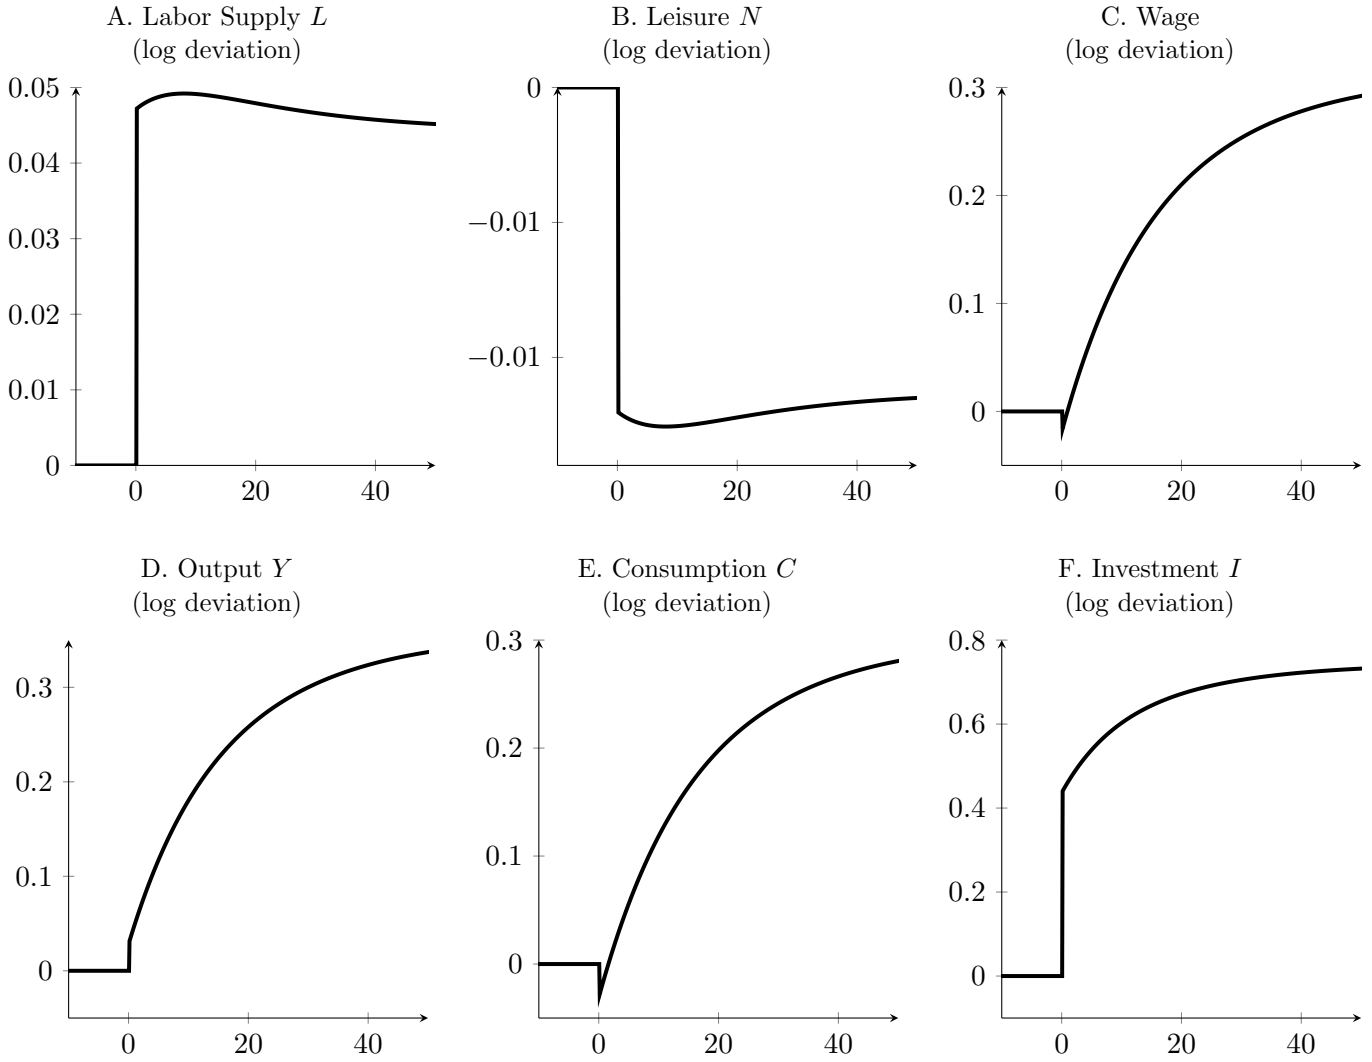 A. Labor Supply L
(log deviation)
0.05
0.04
0.03
0.02
0.01
0
0 20 40
B. Leisure N
(log deviation)
0
−0.01
−0.01
0 20 40
C. Wage
(log deviation)
0.3
0.2
0.1
0
0 20 40
D. Output Y
(log deviation)
0.3
0.2
0.1
0
0 20 40
E. Consumption C
(log deviation)
0.3
0.2
0.1
0
0 20 40
F. Investment I
(log deviation)
0.8
0.6
0.4
0.2
0
0 20 40